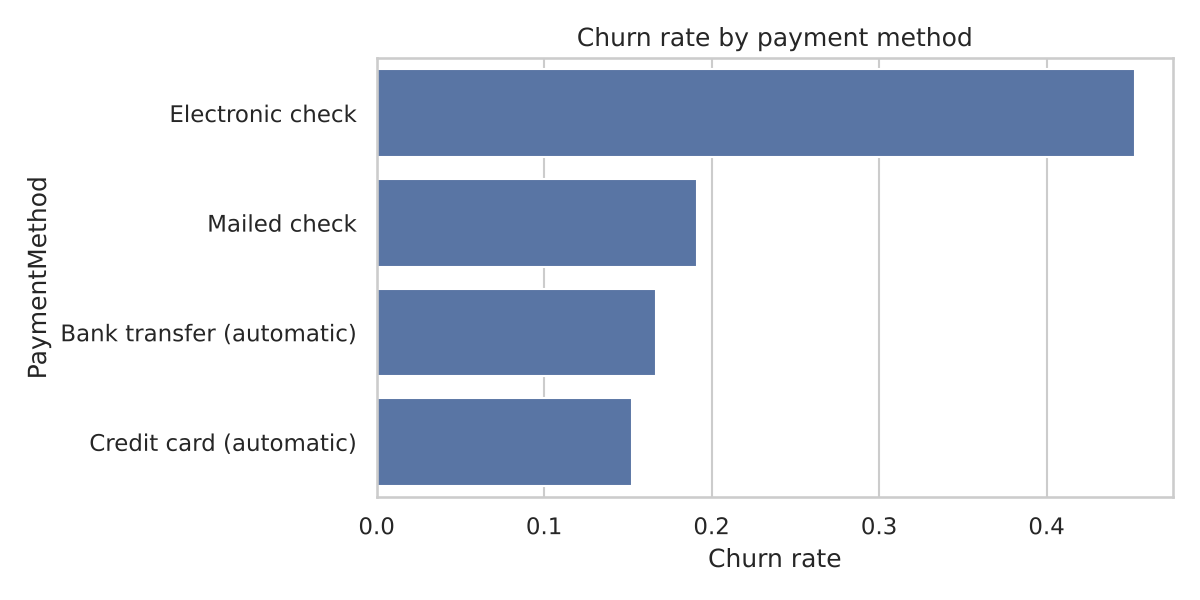 Churn rate by payment method
PaymentMethod
Electronic check
Mailed check
Bank transfer (automatic)
Credit card (automatic)
0.0 0.1 0.2 0.3 0.4
Churn rate